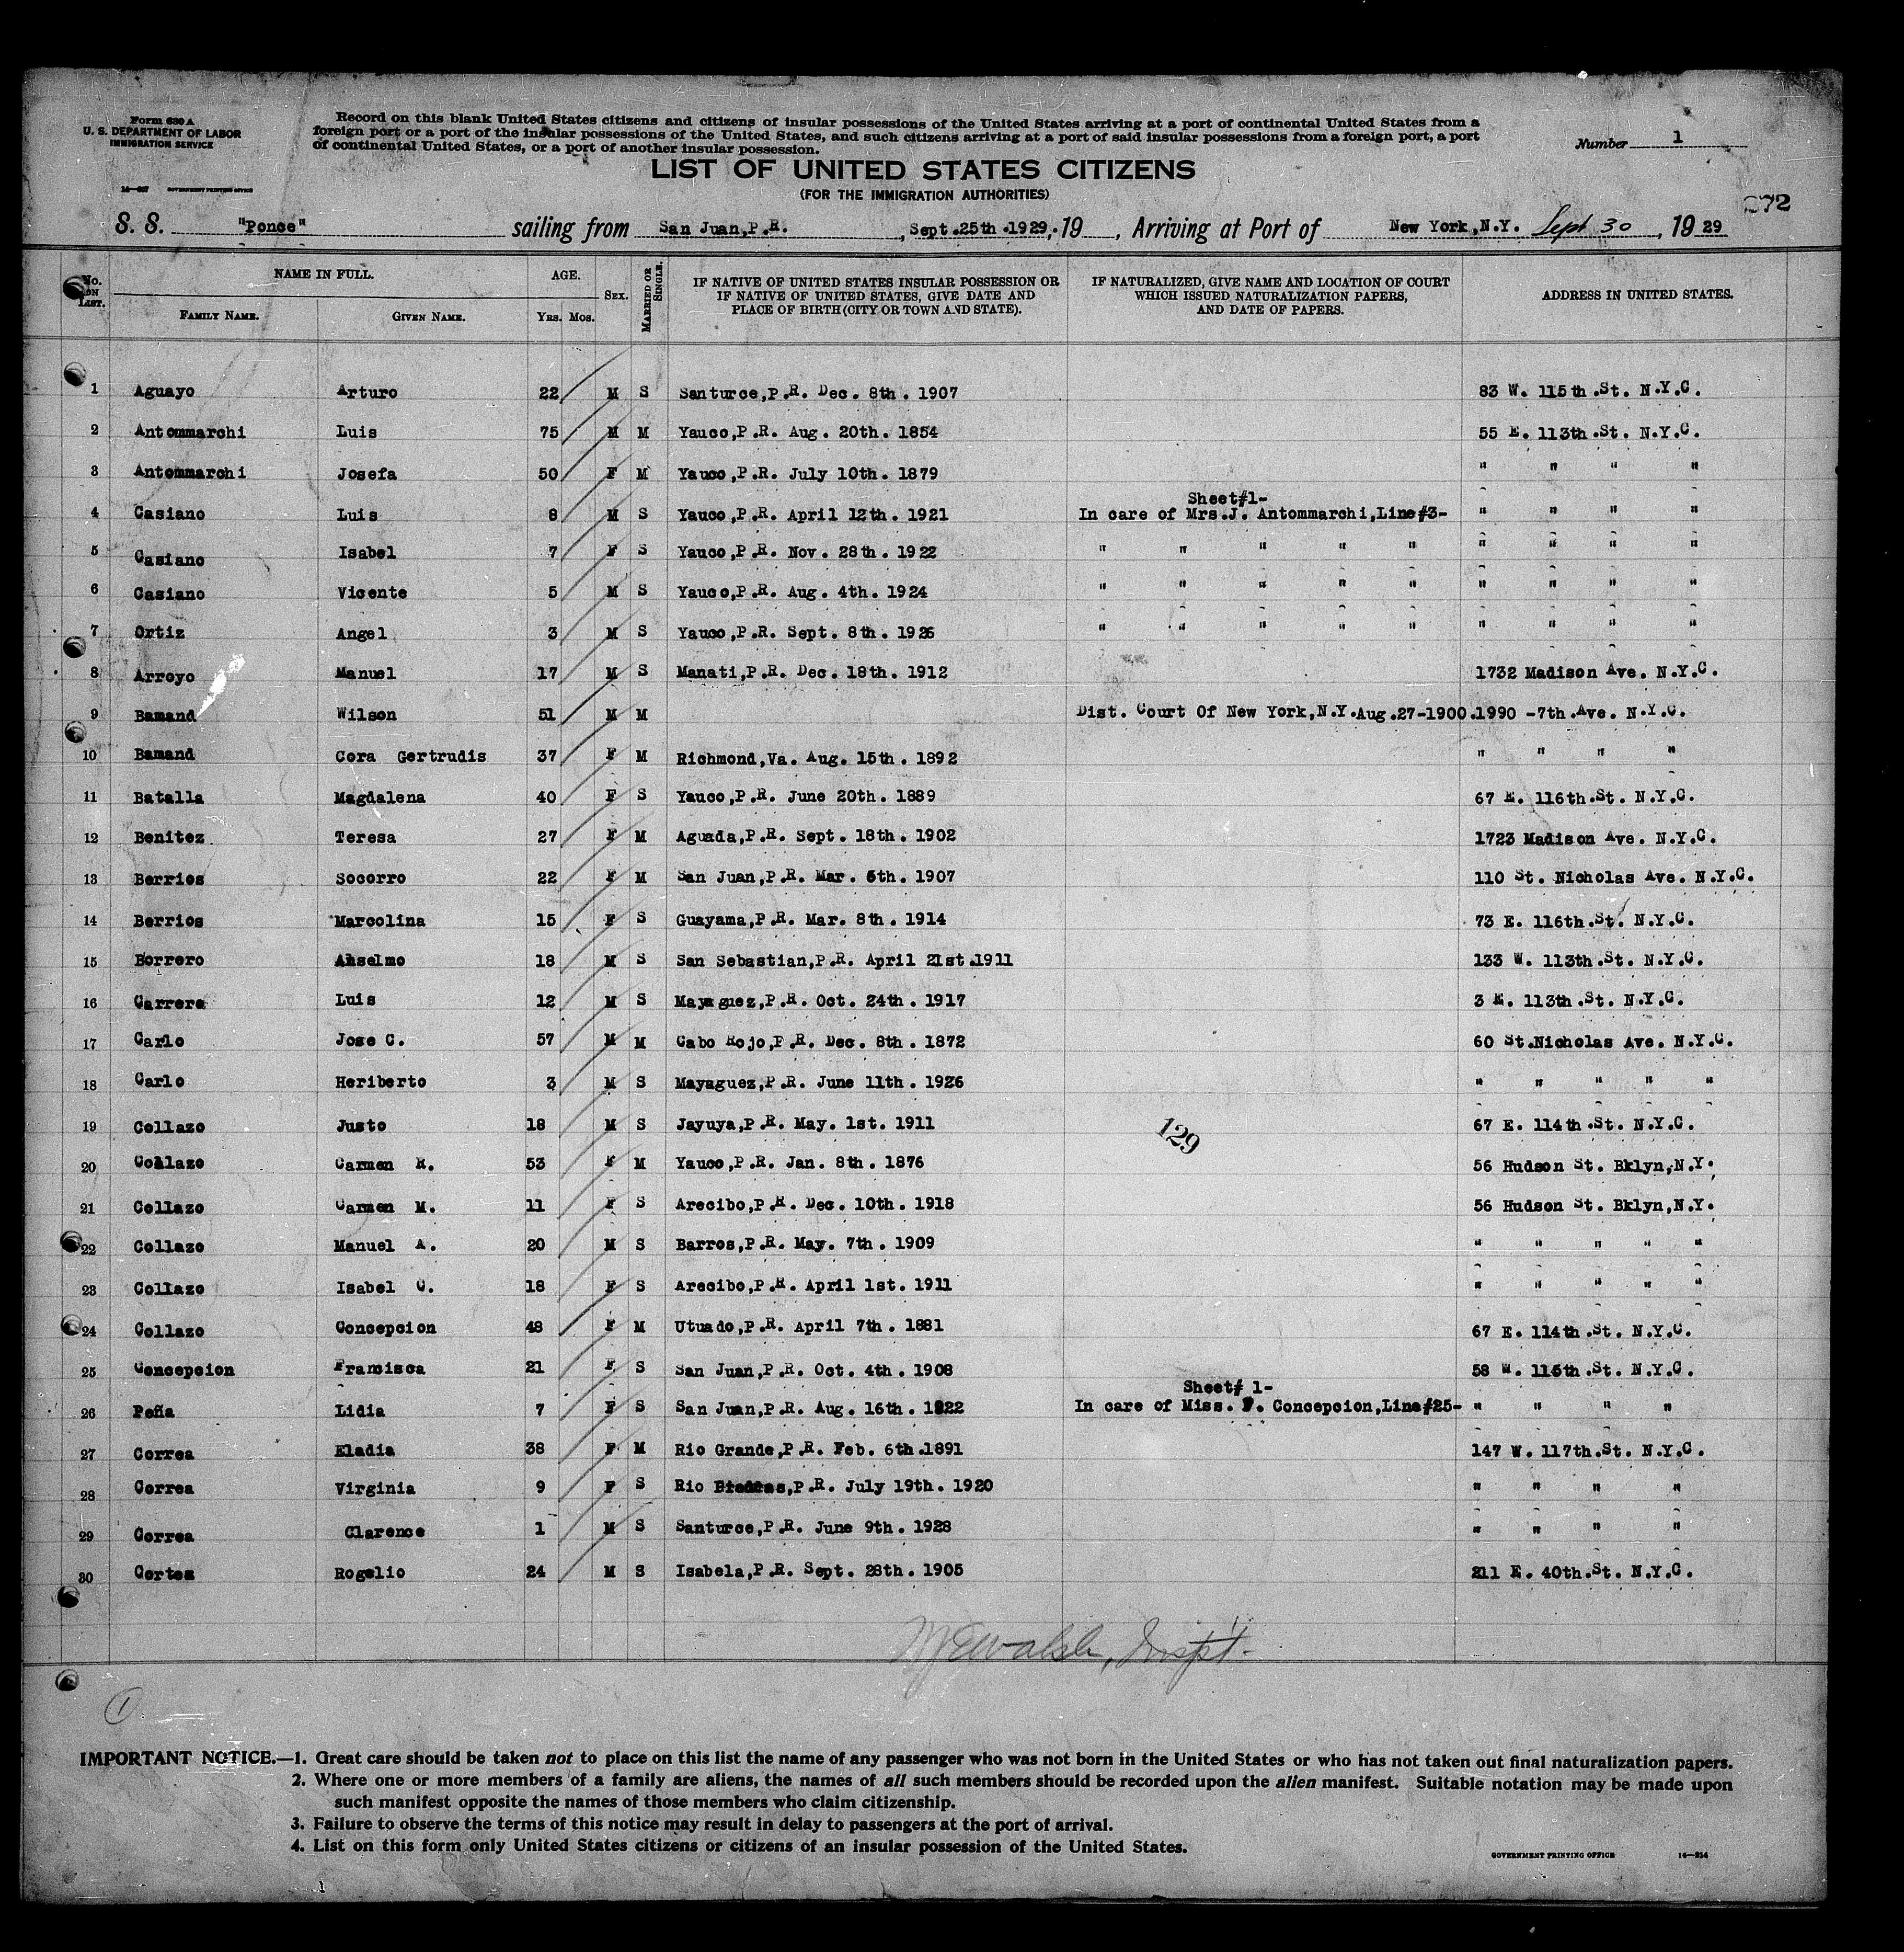 Form 630 A
U. S. DEPARTMENT OF LABOR
IMMIGRATION SERVICE
14—207 GOVERNMENT PRINTING OFFICE
Record on this blank United States citizens and citizens of insular possessions of the United States arriving at a port of continental United States from a
foreign port or a port of the insular possessions of the United States, and such citizens arriving at a port of said insular possessions from a foreign port, a port
of continental United States, or a port of another insular possession.
Number 1
LIST OF UNITED STATES CITIZENS
(FOR THE IMMIGRATION AUTHORITIES)
272
S. S. "Ponce" sailing from San Juan,P.R. , Sept.25th.1929,.19 , Arriving at Port of New York,N.Y. Sept 30 , 19 29
No. on List. NAME IN FULL. Family Name. Given Name. AGE. Yrs. Mos. Sex. Married or Single. IF NATIVE OF UNITED STATES INSULAR POSSESSION OR IF NATIVE OF UNITED STATES, GIVE DATE AND PLACE OF BIRTH (CITY OR TOWN AND STATE). IF NATURALIZED, GIVE NAME AND LOCATION OF COURT WHICH ISSUED NATURALIZATION PAPERS, AND DATE OF PAPERS. ADDRESS IN UNITED STATES.
1 Aguayo Arturo 22 M S Santurce,P.R. Dec. 8th. 1907 83 W. 115th.St. N.Y.C.
2 Antommarchi Luis 75 M M Yauco,P.R. Aug. 20th. 1854 55 E. 113th.St. N.Y.C.
3 Antommarchi Josefa 50 F M Yauco,P.R. July 10th. 1879 " " " "
Sheet#1-
4 Casiano Luis 8 M S Yauco,P.R. April 12th. 1921 In care of Mrs.J. Antommarchi,Line#3- " " " "
5 Casiano Isabel 7 F S Yauco,P.R. Nov. 28th. 1922 " " " " " " " " "
6 Casiano Vicente 5 M S Yauco,P.R. Aug. 4th. 1924 " " " " " " " " "
7 Ortiz Angel 3 M S Yauco,P.R. Sept. 8th. 1926 " " " " " " " " "
8 Arroyo Manuel 17 M S Manati,P.R. Dec. 18th. 1912 1732 Madison Ave. N.Y.C.
9 Bamand Wilson 51 M M Dist. Court Of New York,N.Y.Aug.27-1900. 1990 -7th.Ave. N.Y.C.
10 Bamand Cora Gertrudis 37 F M Richmond,Va. Aug. 15th. 1892 " " " "
11 Batalla Magdalena 40 F S Yauco,P.R. June 20th. 1889 67 E. 116th.St. N.Y.C.
12 Benitez Teresa 27 F M Aguada,P.R. Sept. 18th. 1902 1723 Madison Ave. N.Y.C.
13 Berrios Socorro 22 F M San Juan,P.R. Mar. 5th. 1907 110 St. Nicholas Ave. N.Y.C.
14 Berrios Marcolina 15 F S Guayama,P.R. Mar. 8th. 1914 73 E. 116th.St. N.Y.C.
15 Borrero Anselmo 18 M S San Sebastian,P.R. April 21st.1911 133 W. 113th.St. N.Y.C.
16 Carrera Luis 12 M S Mayaguez,P.R. Oct. 24th. 1917 3 E. 113th.St. N.Y.C.
17 Carlo Jose C. 57 M M Cabo Rojo,P.R. Dec. 8th. 1872 60 St.Nicholas Ave. N.Y.C.
18 Carlo Heriberto 3 M S Mayaguez,P.R. June 11th. 1926 " " " " "
19 Collazo Justo 18 M S Jayuya,P.R. May. 1st. 1911 67 E. 114th.St. N.Y.C.
129
20 Collazo Carmen R. 53 F M Yauco,P.R. Jan. 8th. 1876 56 Hudson St. Bklyn,N.Y.
21 Collazo Carmen M. 11 F S Arecibo,P.R. Dec. 10th. 1918 56 Hudson St. Bklyn,N.Y.
22 Collazo Manuel A. 20 M S Barros,P.R. May. 7th. 1909 " " " " "
23 Collazo Isabel C. 18 F S Arecibo,P.R. April 1st. 1911 " " " " "
24 Collazo Concepcion 48 F M Utuado,P.R. April 7th. 1881 67 E. 114th.St. N.Y.C.
25 Concepcion Francisca 21 F S San Juan,P.R. Oct. 4th. 1908 58 W. 115th.St. N.Y.C.
Sheet# 1-
26 Peña Lidia 7 F S San Juan,P.R. Aug. 16th. 1922 In care of Miss. F. Concepcion,Line#25- " " " "
27 Correa Eladia 38 F M Rio Grande,P.R. Feb. 6th.1891 147 W. 117th.St. N.Y.C.
28 Correa Virginia 9 F S Rio Piedras,P.R. July 19th. 1920 " " " "
29 Correa Clarence 1 M S Santurce,P.R. June 9th. 1928 " " " "
30 Cortes Rogelio 24 M S Isabela,P.R. Sept. 28th. 1905 211 E. 40th.St. N.Y.C.
M E Walsh, Insp't.
1
IMPORTANT NOTICE.—1. Great care should be taken not to place on this list the name of any passenger who was not born in the United States or who has not taken out final naturalization papers.
2. Where one or more members of a family are aliens, the names of all such members should be recorded upon the alien manifest. Suitable notation may be made upon
such manifest opposite the names of those members who claim citizenship.
3. Failure to observe the terms of this notice may result in delay to passengers at the port of arrival.
4. List on this form only United States citizens or citizens of an insular possession of the United States.
GOVERNMENT PRINTING OFFICE 14—214
1